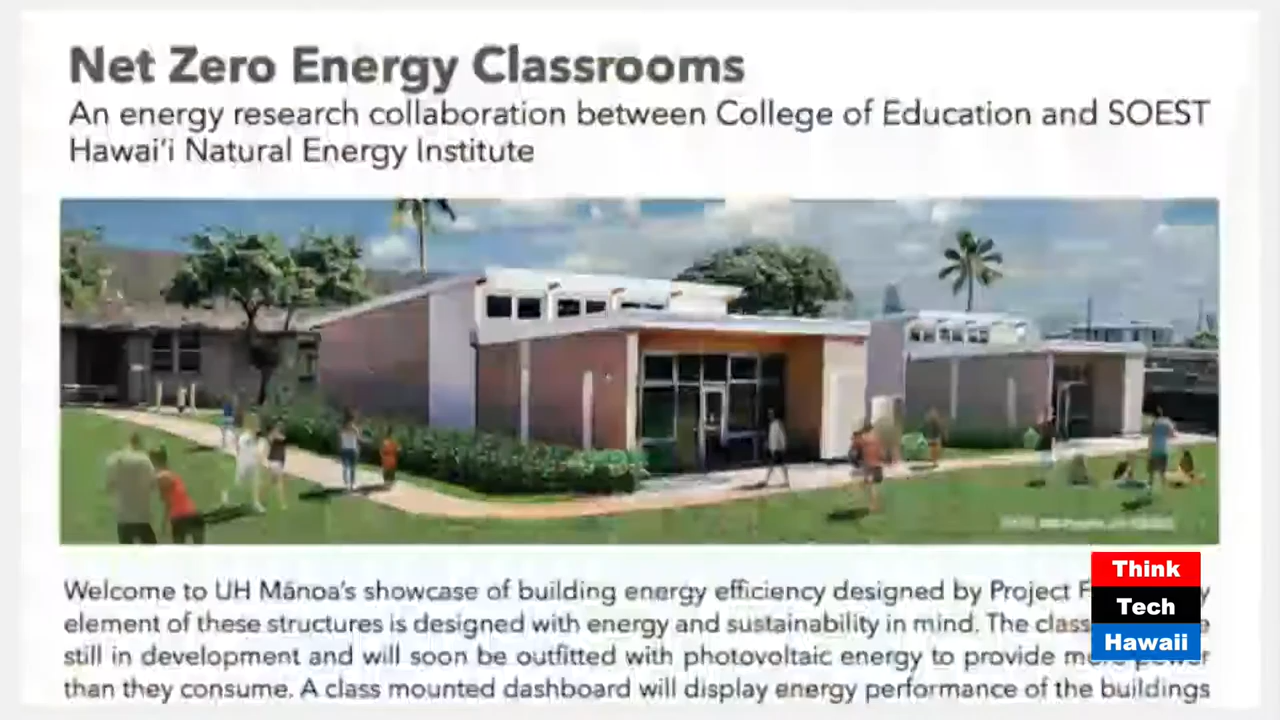 Net Zero Energy Classrooms
An energy research collaboration between College of Education and SOEST
Hawai'i Natural Energy Institute
Welcome to UH Mānoa's showcase of building energy efficiency designed by Project
element of these structures is designed with energy and sustainability in mind. The
still in development and will soon be outfitted with photovoltaic energy to provide more power
than they consume. A class mounted dashboard will display energy performance of the buildings
Think
Tech
Hawaii